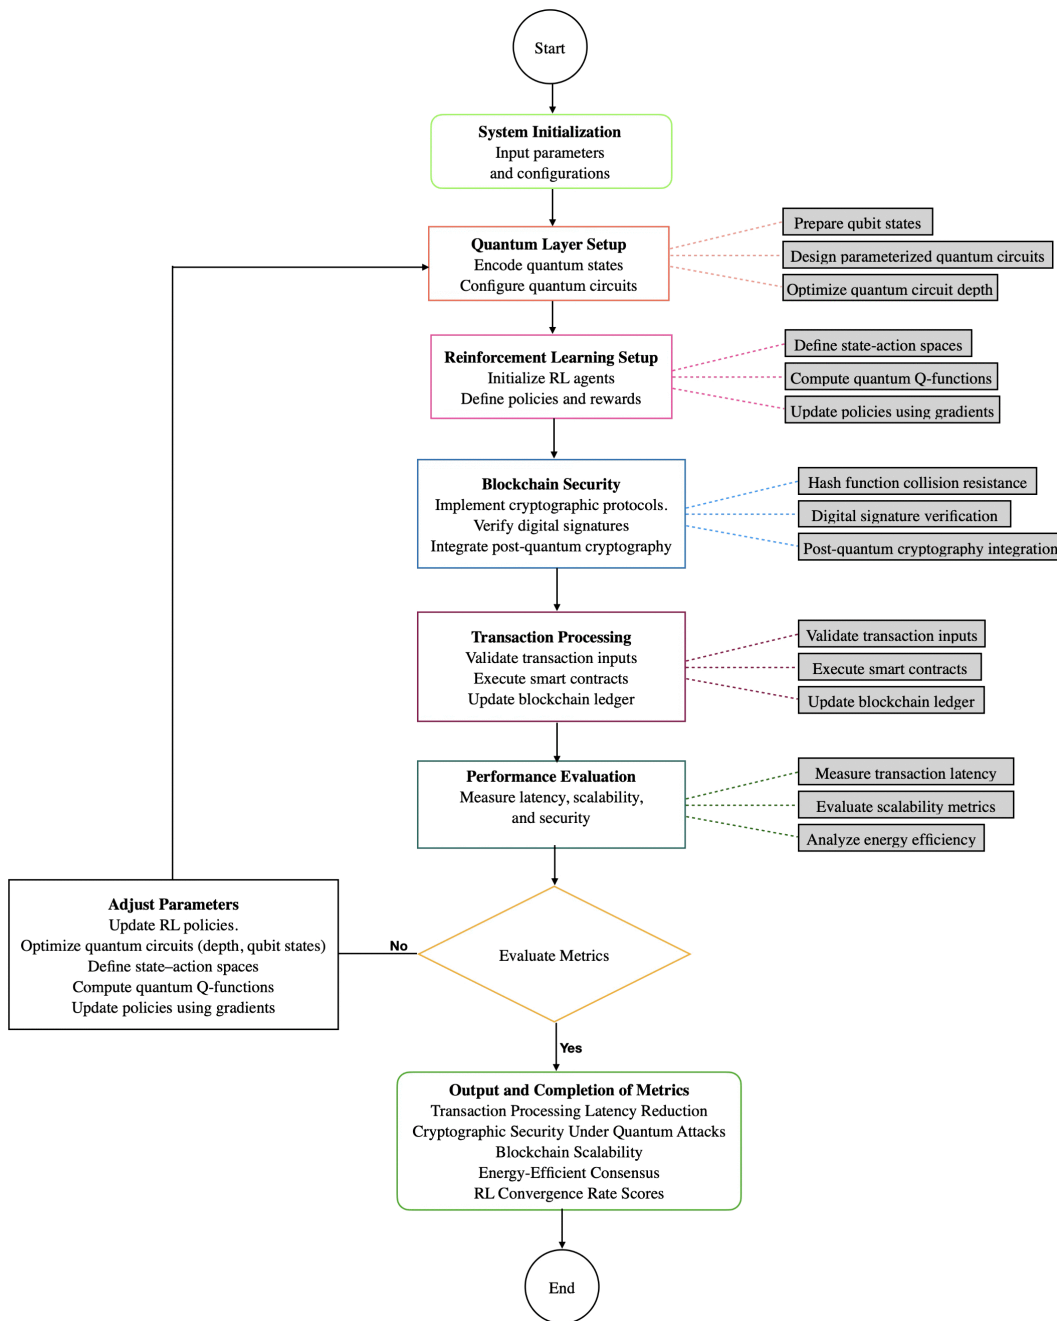 Start
System Initialization
Input parameters
and configurations
Quantum Layer Setup
Encode quantum states
Configure quantum circuits
Prepare qubit states
Design parameterized quantum circuits
Optimize quantum circuit depth
Reinforcement Learning Setup
Initialize RL agents
Define policies and rewards
Define state-action spaces
Compute quantum Q-functions
Update policies using gradients
Blockchain Security
Implement cryptographic protocols.
Verify digital signatures
Integrate post-quantum cryptography
Hash function collision resistance
Digital signature verification
Post-quantum cryptography integration
Transaction Processing
Validate transaction inputs
Execute smart contracts
Update blockchain ledger
Validate transaction inputs
Execute smart contracts
Update blockchain ledger
Performance Evaluation
Measure latency, scalability,
and security
Measure transaction latency
Evaluate scalability metrics
Analyze energy efficiency
Evaluate Metrics
No
Adjust Parameters
Update RL policies.
Optimize quantum circuits (depth, qubit states)
Define state–action spaces
Compute quantum Q-functions
Update policies using gradients
Yes
Output and Completion of Metrics
Transaction Processing Latency Reduction
Cryptographic Security Under Quantum Attacks
Blockchain Scalability
Energy-Efficient Consensus
RL Convergence Rate Scores
End